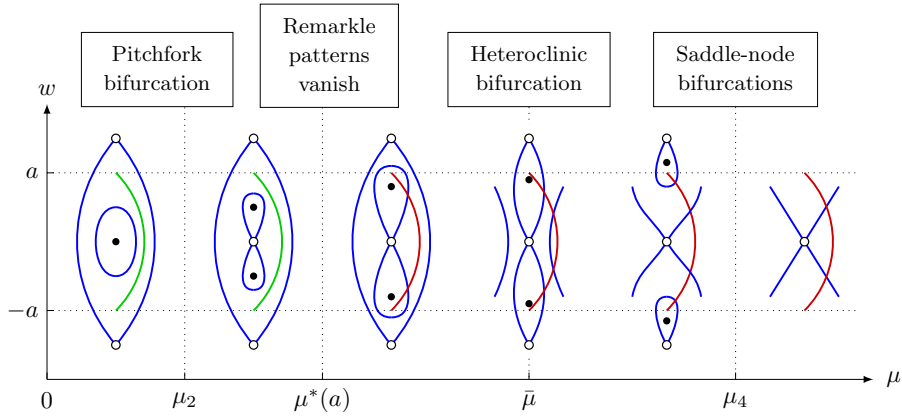 Pitchfork
bifurcation
Remarkle
patterns
vanish
Heteroclinic
bifurcation
Saddle-node
bifurcations
w
a
−a
0
μ₂
μ*(a)
μ̄
μ₄
μ